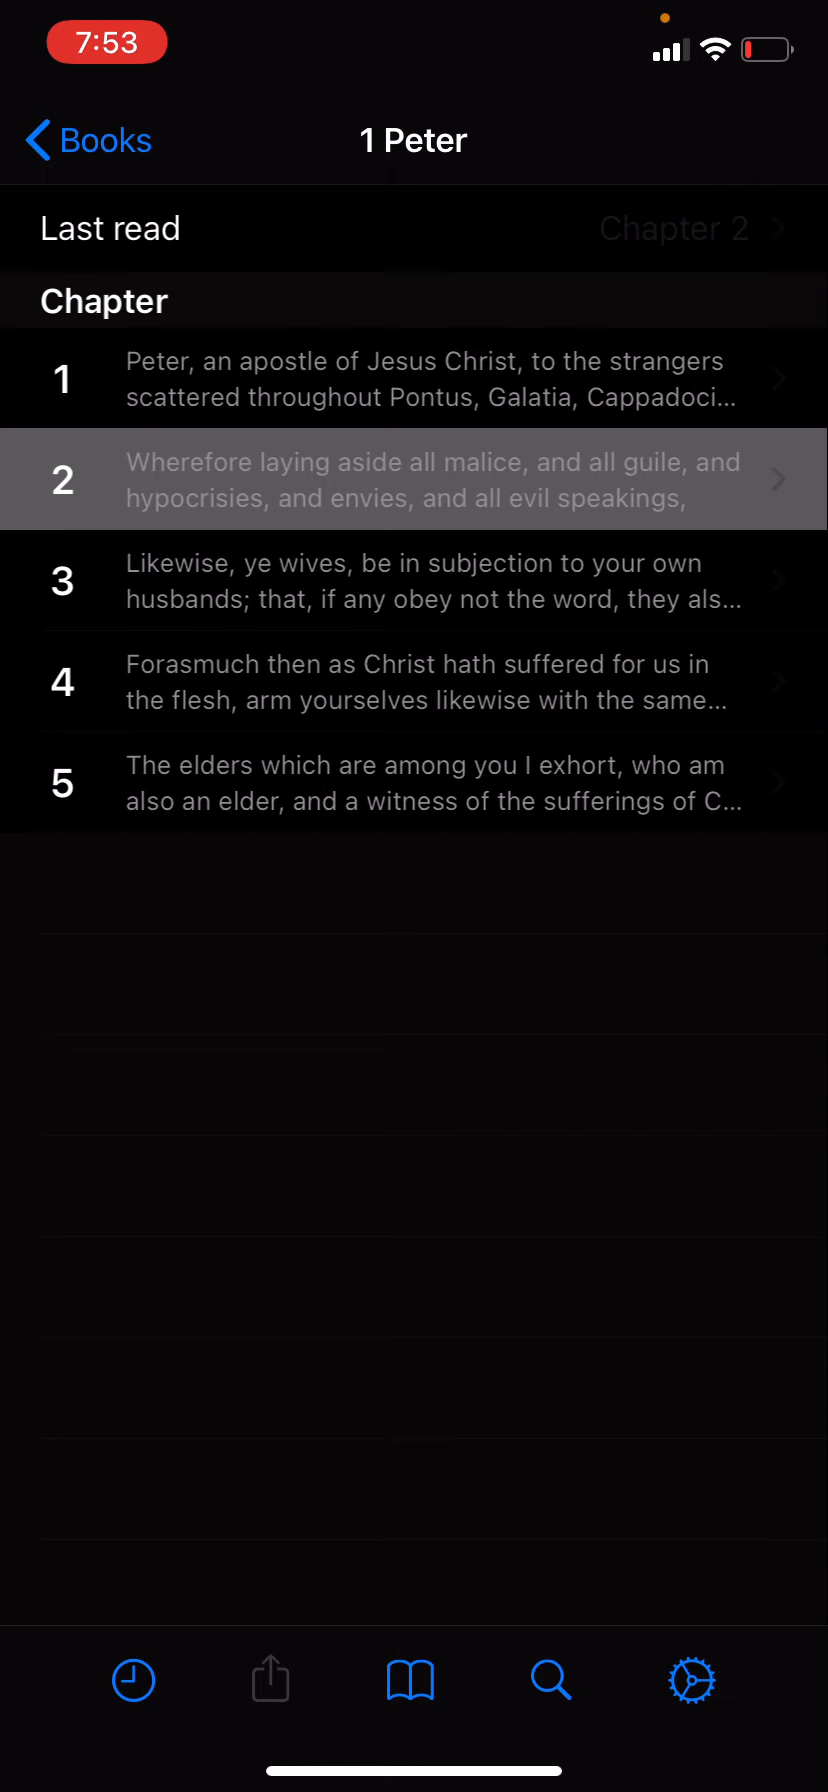 7:53
Books
1 Peter
Last read
Chapter 2
Chapter
1
Peter, an apostle of Jesus Christ, to the strangers
scattered throughout Pontus, Galatia, Cappadoci...
2
Wherefore laying aside all malice, and all guile, and
hypocrisies, and envies, and all evil speakings,
3
Likewise, ye wives, be in subjection to your own
husbands; that, if any obey not the word, they als...
4
Forasmuch then as Christ hath suffered for us in
the flesh, arm yourselves likewise with the same...
5
The elders which are among you I exhort, who am
also an elder, and a witness of the sufferings of C...